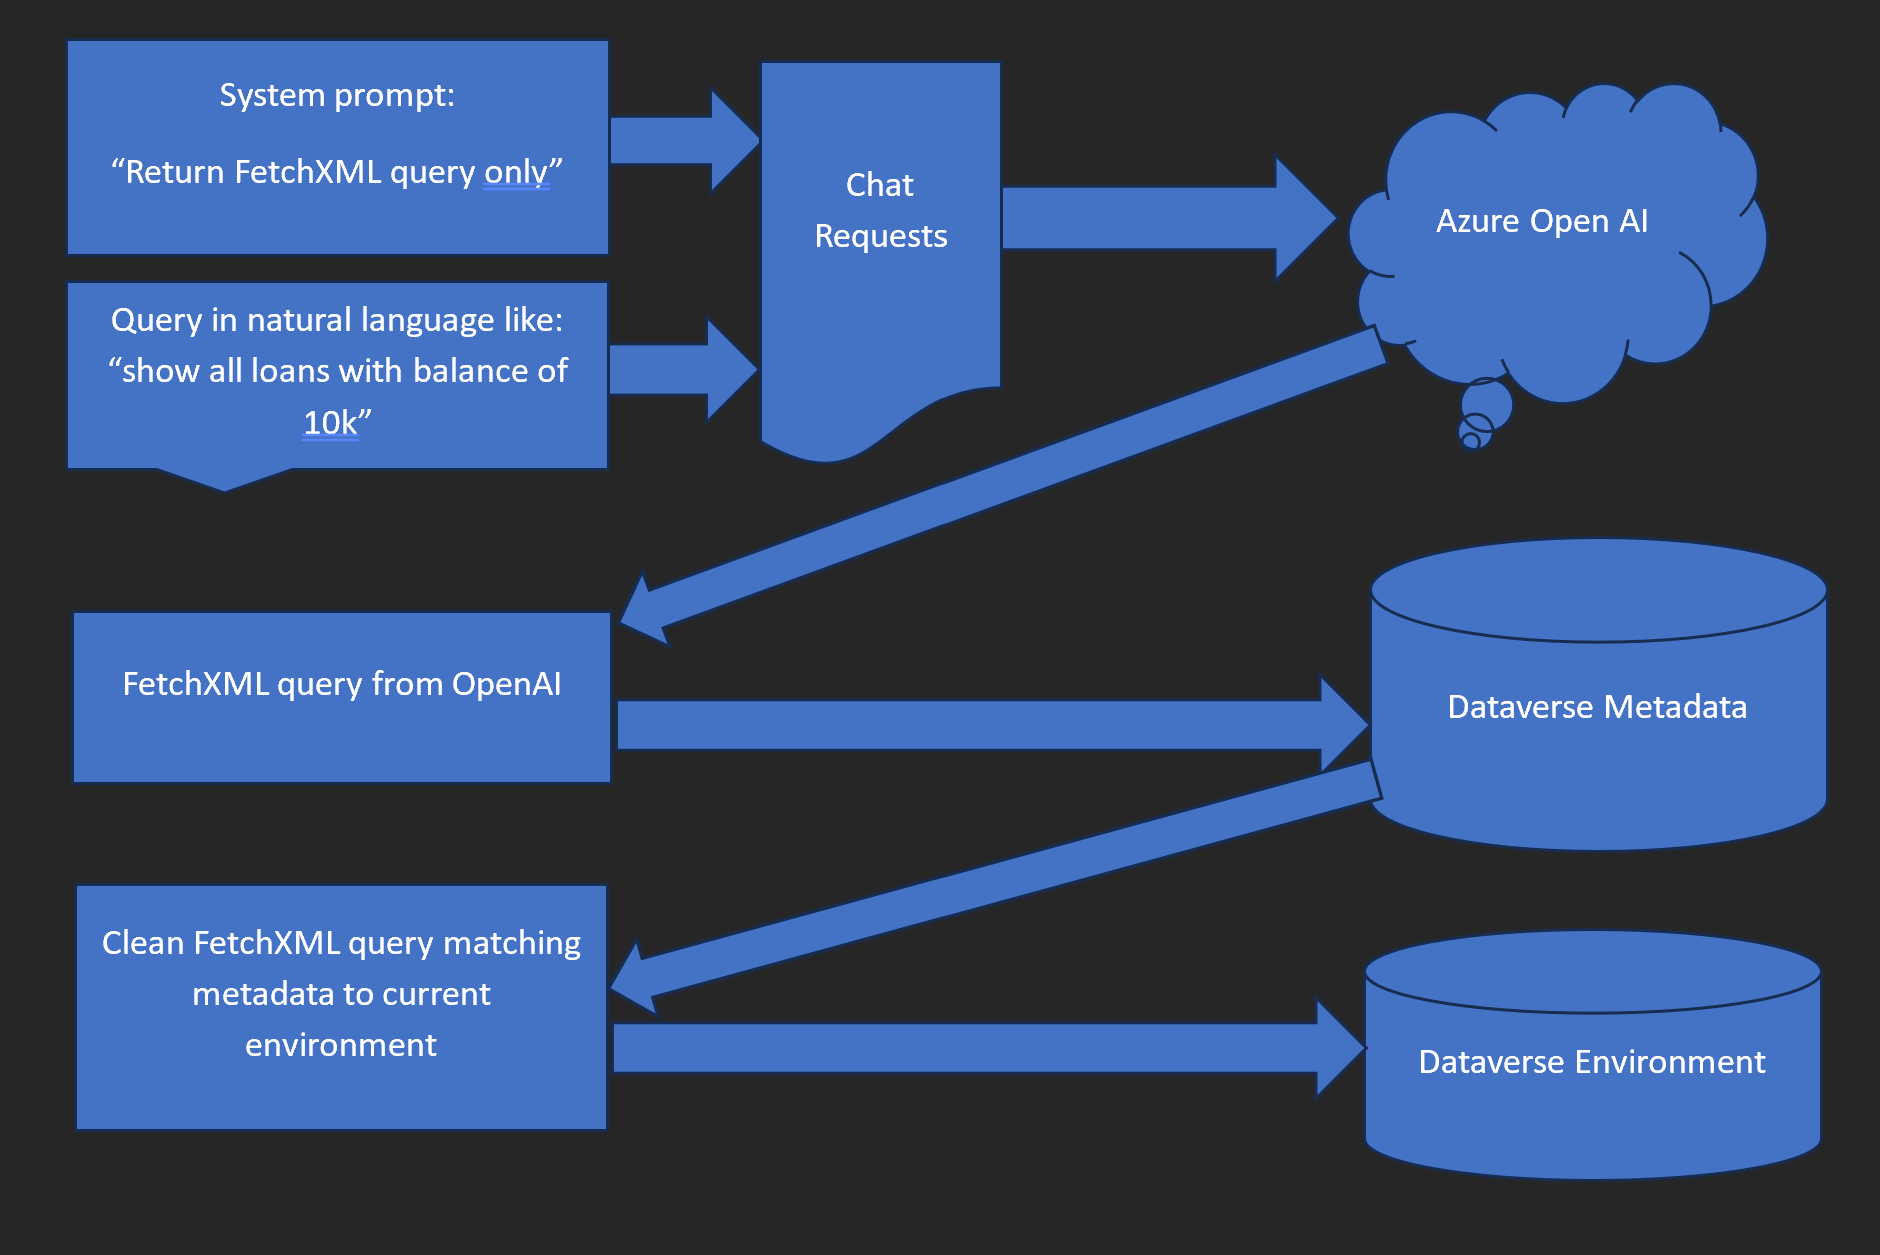 System prompt:
“Return FetchXML query only”
Query in natural language like:
“show all loans with balance of
10k”
Chat
Requests
Azure Open AI
FetchXML query from OpenAI
Dataverse Metadata
Clean FetchXML query matching
metadata to current
environment
Dataverse Environment